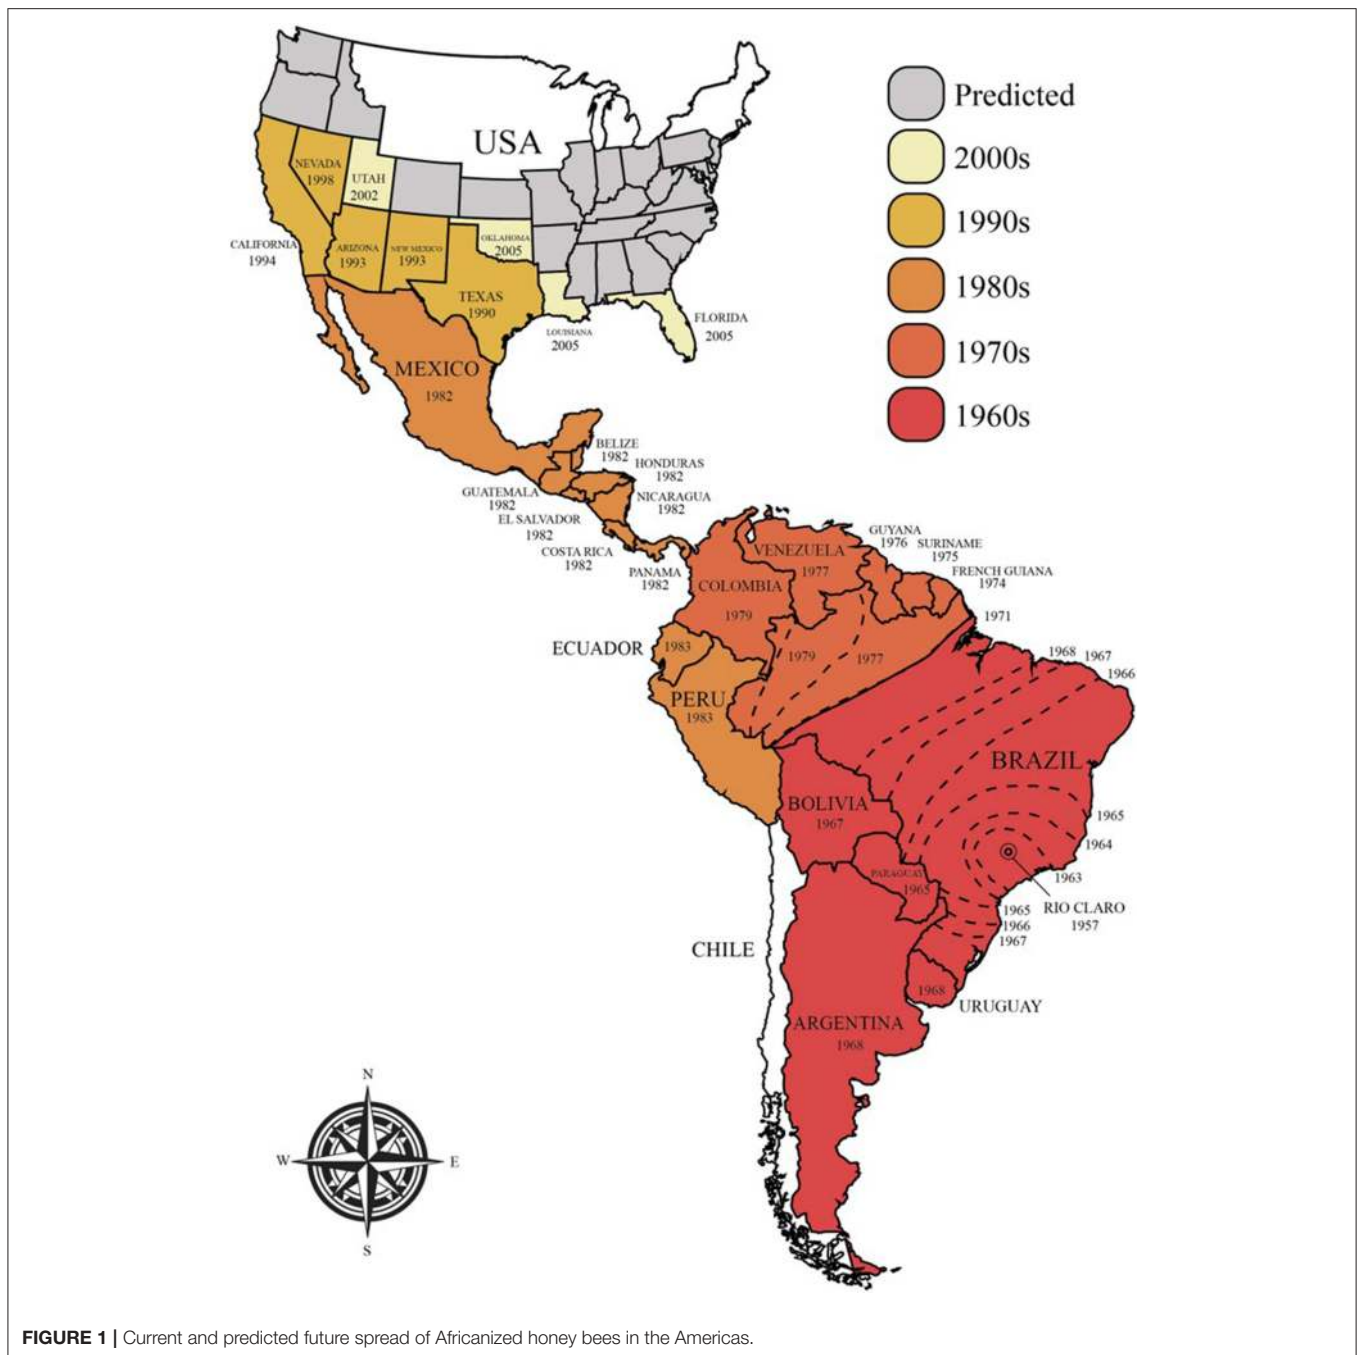 Predicted
2000s
1990s
1980s
1970s
1960s
USA
NEVADA
1998
UTAH
2002
CALIFORNIA
1994
ARIZONA
1993
NEW MEXICO
1993
OKLAHOMA
2005
TEXAS
1990
LOUISIANA
2005
FLORIDA
2005
MEXICO
1982
BELIZE
1982
HONDURAS
1982
GUATEMALA
1982
NICARAGUA
1982
EL SALVADOR
1982
COSTA RICA
1982
PANAMA
1982
GUYANA
1976
SURINAME
1975
FRENCH GUIANA
1974
VENEZUELA
1977
COLOMBIA
1979
1971
ECUADOR
1983
1979
1977
1968
1967
1966
PERU
1983
BRAZIL
BOLIVIA
1967
1965
1964
1963
PARAGUAY
1965
RIO CLARO
1957
1965
1966
1967
CHILE
1968
URUGUAY
ARGENTINA
1968
N
W
E
S
FIGURE 1 | Current and predicted future spread of Africanized honey bees in the Americas.